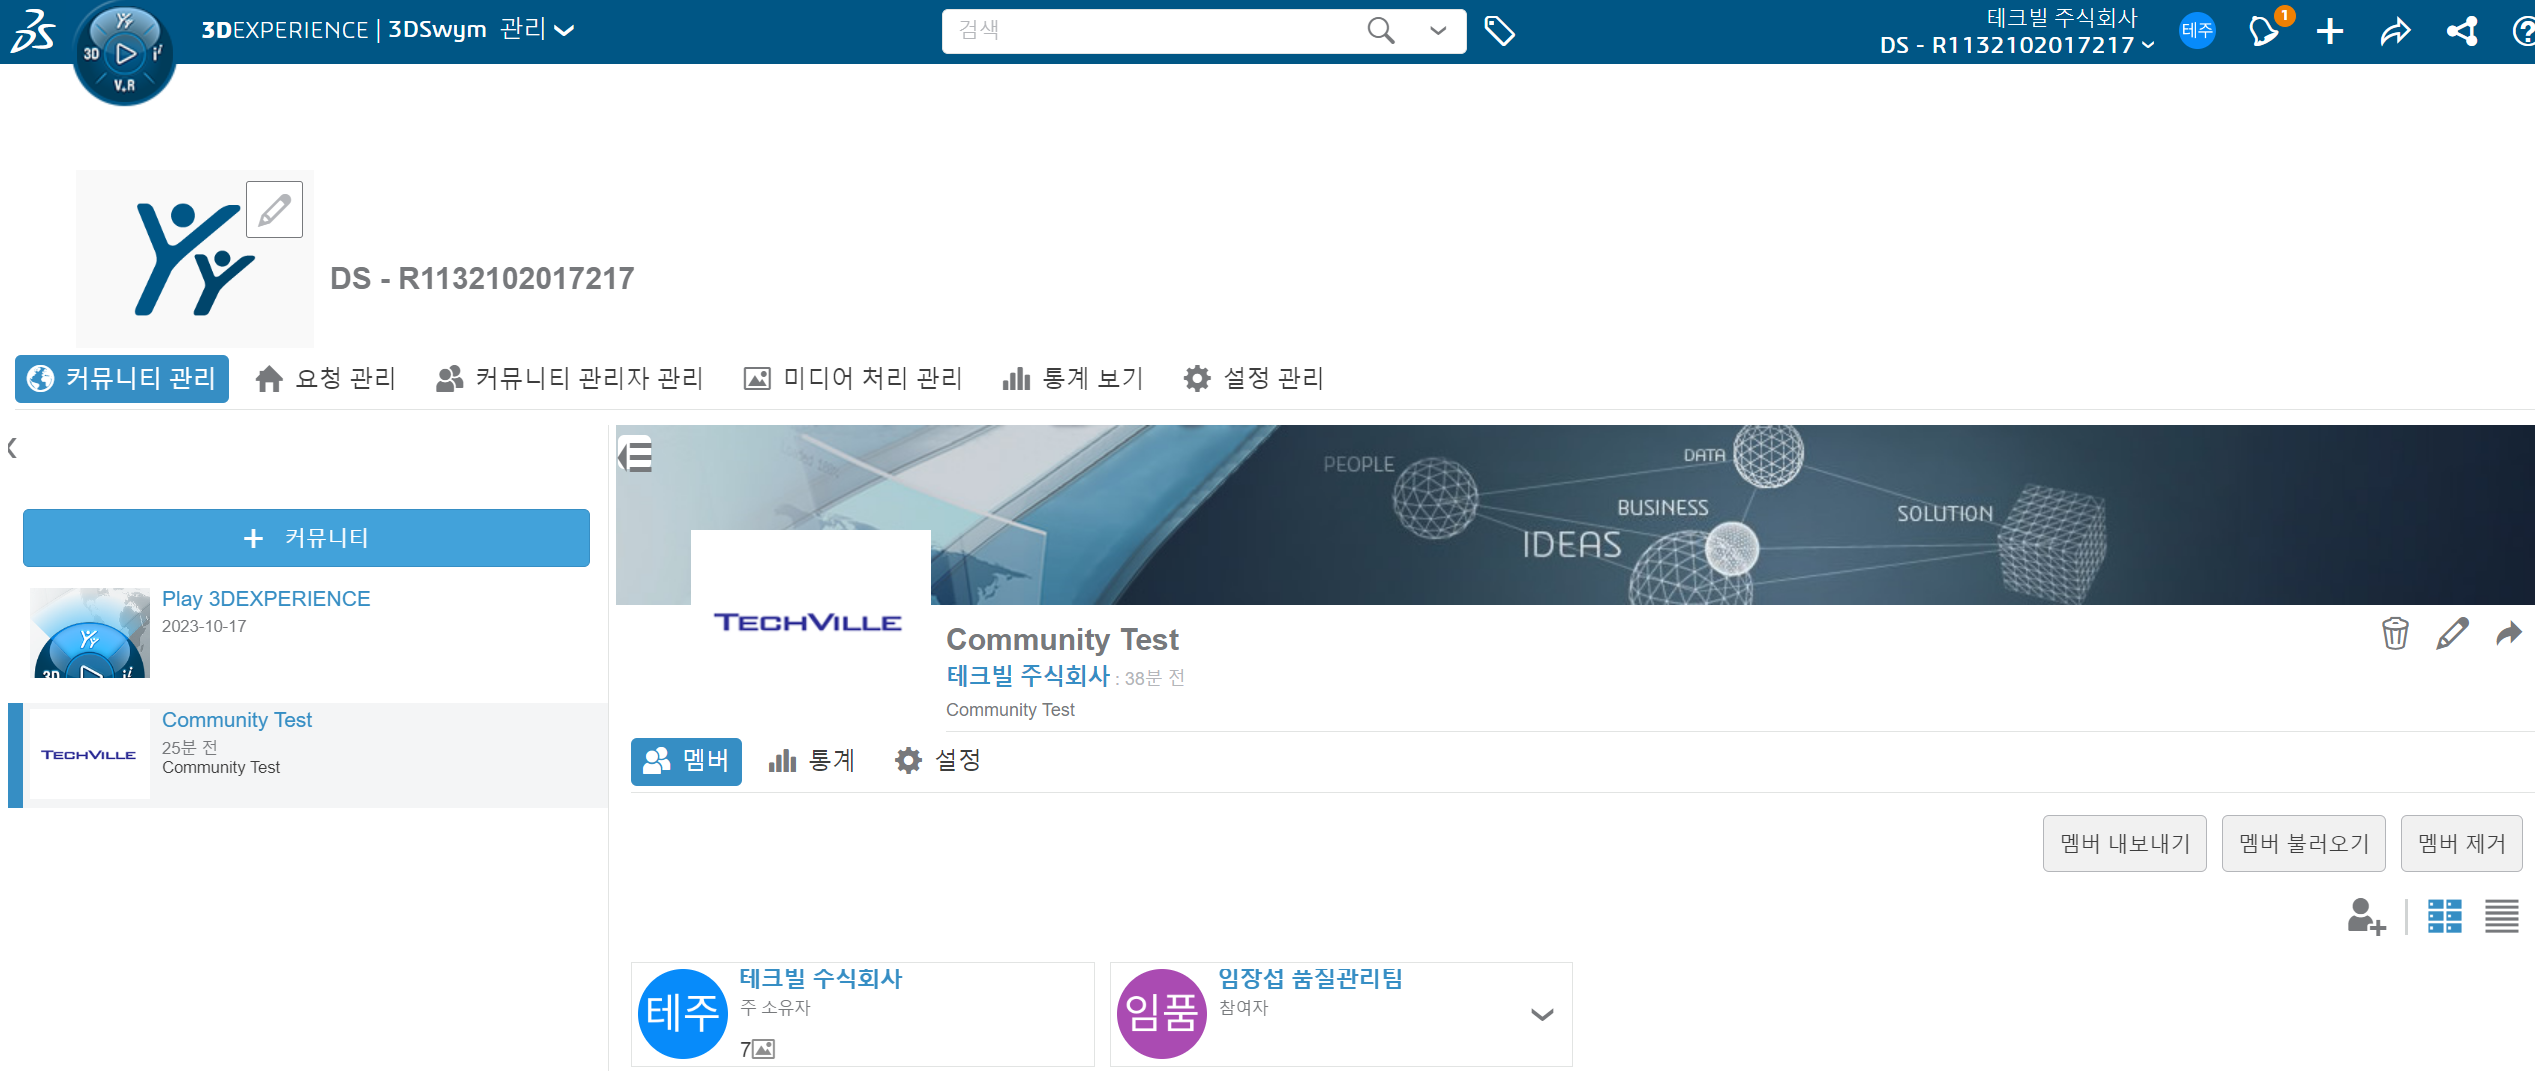 3DEXPERIENCE | 3DSwym 관리
검색
테크빌 주식회사
DS - R1132102017217
테주
1
3D
V.R
DS - R1132102017217
커뮤니티 관리
요청 관리
커뮤니티 관리자 관리
미디어 처리 관리
통계 보기
설정 관리
+ 커뮤니티
Play 3DEXPERIENCE
2023-10-17
3D
TECHVILLE
Community Test
25분 전
Community Test
PEOPLE
DATA
BUSINESS
SOLUTION
IDEAS
TECHVILLE
Community Test
테크빌 주식회사 : 38분 전
Community Test
멤버
통계
설정
멤버 내보내기
멤버 불러오기
멤버 제거
테주
테크빌 주식회사
주 소유자
7
임품
임장섭 품질관리팀
참여자